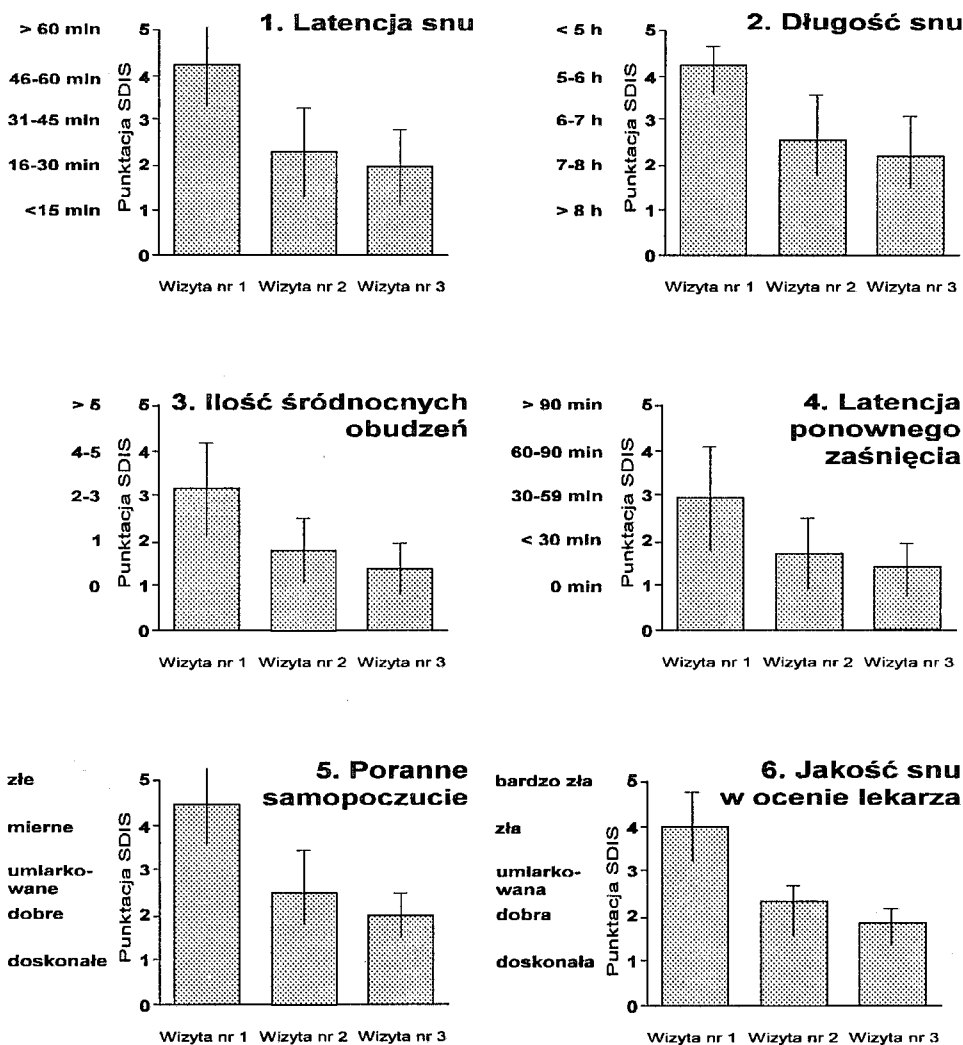 1. Latencja snu
> 60 min
46-60 min
31-45 min
16-30 min
<15 min
Punktacja SDIS
5
4
3
2
1
0
Wizyta nr 1 Wizyta nr 2 Wizyta nr 3
2. Długość snu
< 5 h
5-6 h
6-7 h
7-8 h
> 8 h
Punktacja SDIS
5
4
3
2
1
0
Wizyta nr 1 Wizyta nr 2 Wizyta nr 3
3. Ilość śródnocnych
obudzeń
> 5
4-5
2-3
1
0
Punktacja SDIS
5
4
3
2
1
0
Wizyta nr 1 Wizyta nr 2 Wizyta nr 3
4. Latencja
ponownego
zaśnięcia
> 90 min
60-90 min
30-59 min
< 30 min
0 min
Punktacja SDIS
5
4
3
2
1
0
Wizyta nr 1 Wizyta nr 2 Wizyta nr 3
5. Poranne
samopoczucie
złe
mierne
umiarko-
wane
dobre
doskonałe
Punktacja SDIS
5
4
3
2
1
0
Wizyta nr 1 Wizyta nr 2 Wizyta nr 3
6. Jakość snu
w ocenie lekarza
bardzo zła
zła
umiarko-
wana
dobra
doskonała
Punktacja SDIS
5
4
3
2
1
0
Wizyta nr 1 Wizyta nr 2 Wizyta nr 3